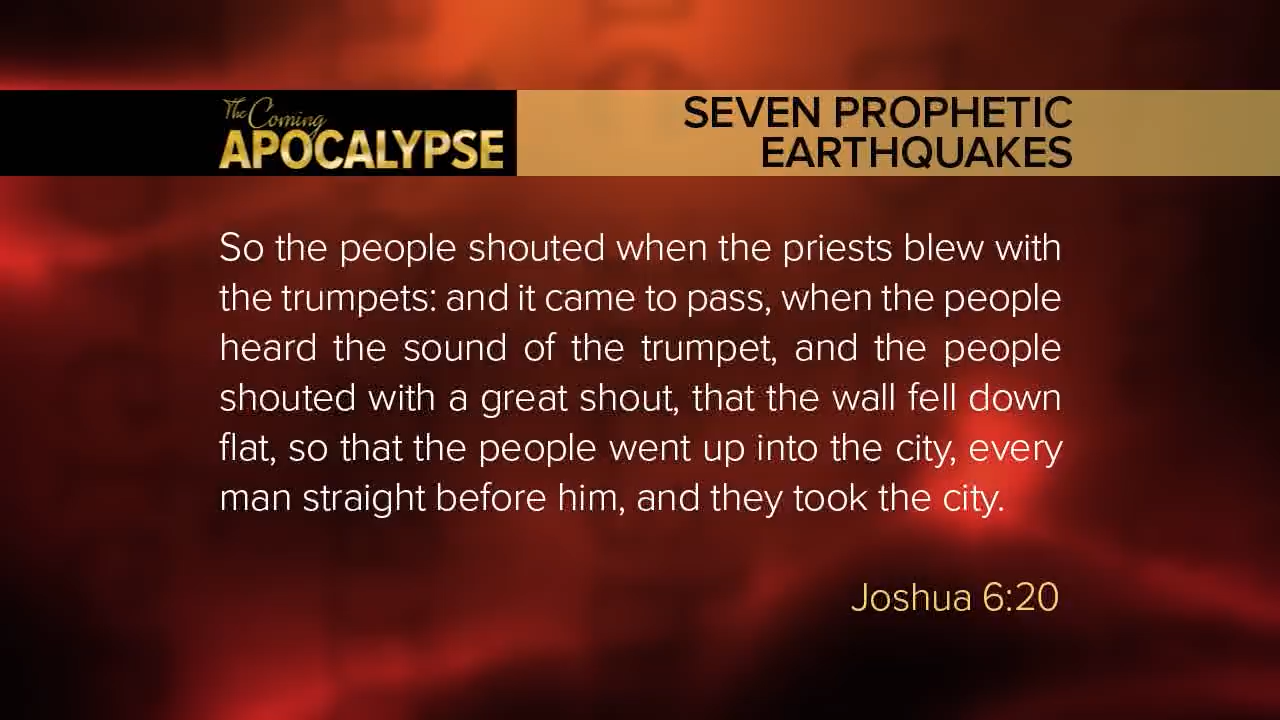 The Coming
APOCALYPSE
SEVEN PROPHETIC
EARTHQUAKES
So the people shouted when the priests blew with
the trumpets: and it came to pass, when the people
heard the sound of the trumpet, and the people
shouted with a great shout, that the wall fell down
flat, so that the people went up into the city, every
man straight before him, and they took the city.
Joshua 6:20